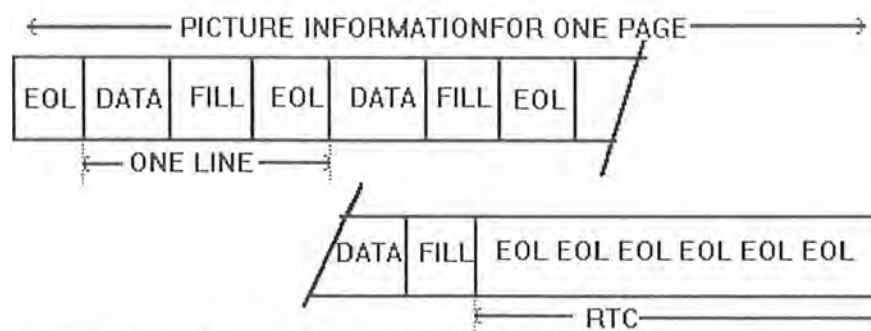 PICTURE INFORMATIONFOR ONE PAGE
EOL DATA FILL EOL DATA FILL EOL
ONE LINE
DATA FILL EOL EOL EOL EOL EOL EOL
RTC